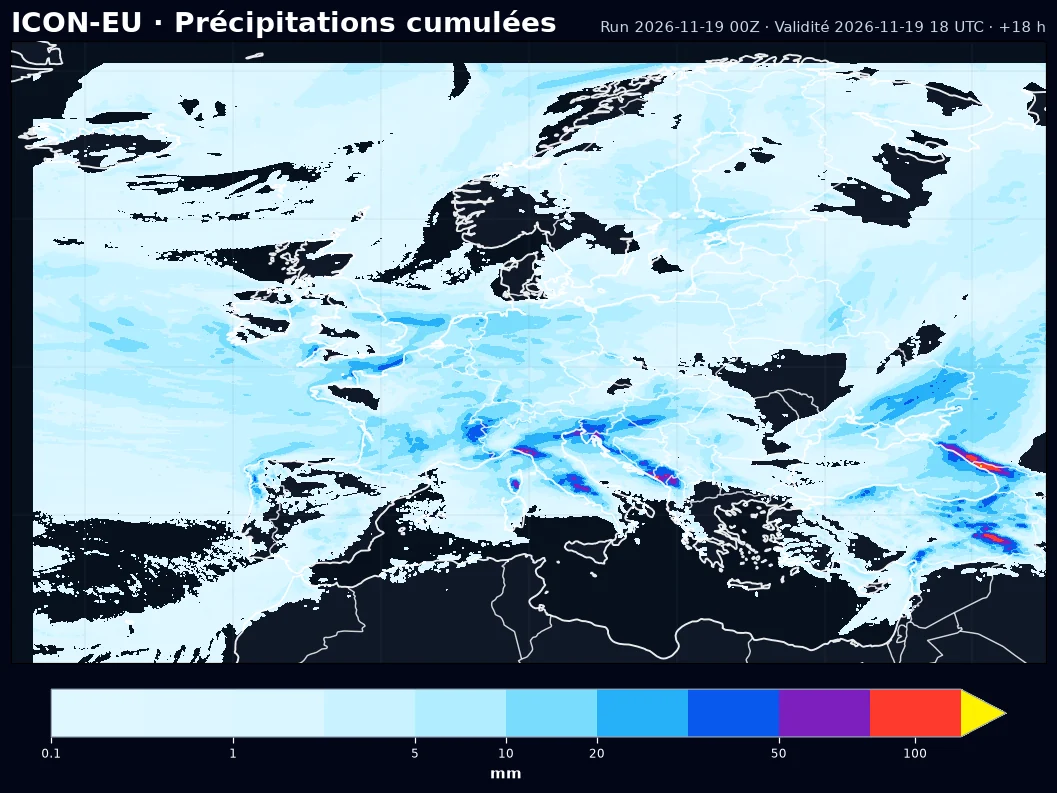 ICON-EU · Précipitations cumulées
Run 2026-11-19 00Z · Validité 2026-11-19 18 UTC · +18 h
0.1 1 5 10 20 50 100
mm